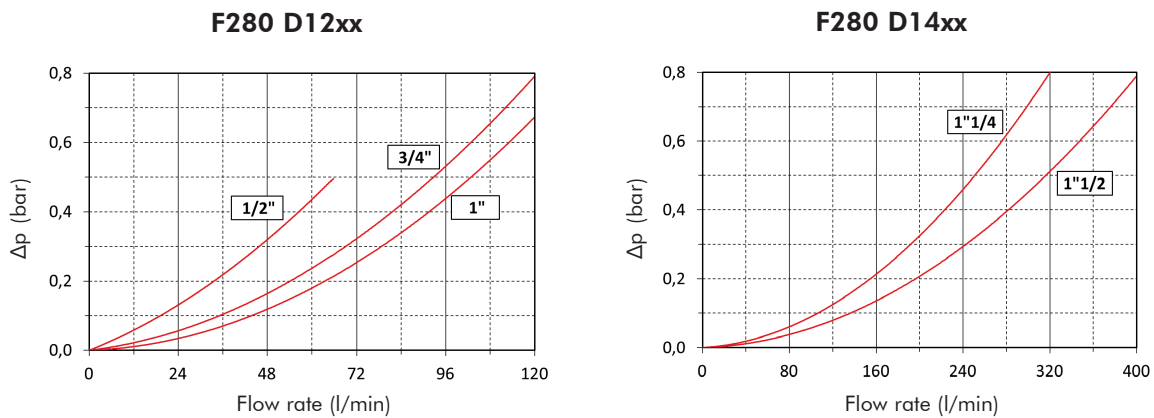 F280 D12xx
0,8
0,6
0,4
0,2
0,0
Δp (bar)
1/2"
3/4"
1"
0 24 48 72 96 120
Flow rate (l/min)
F280 D14xx
0,8
0,6
0,4
0,2
0,0
Δp (bar)
1"1/4
1"1/2
0 80 160 240 320 400
Flow rate (l/min)